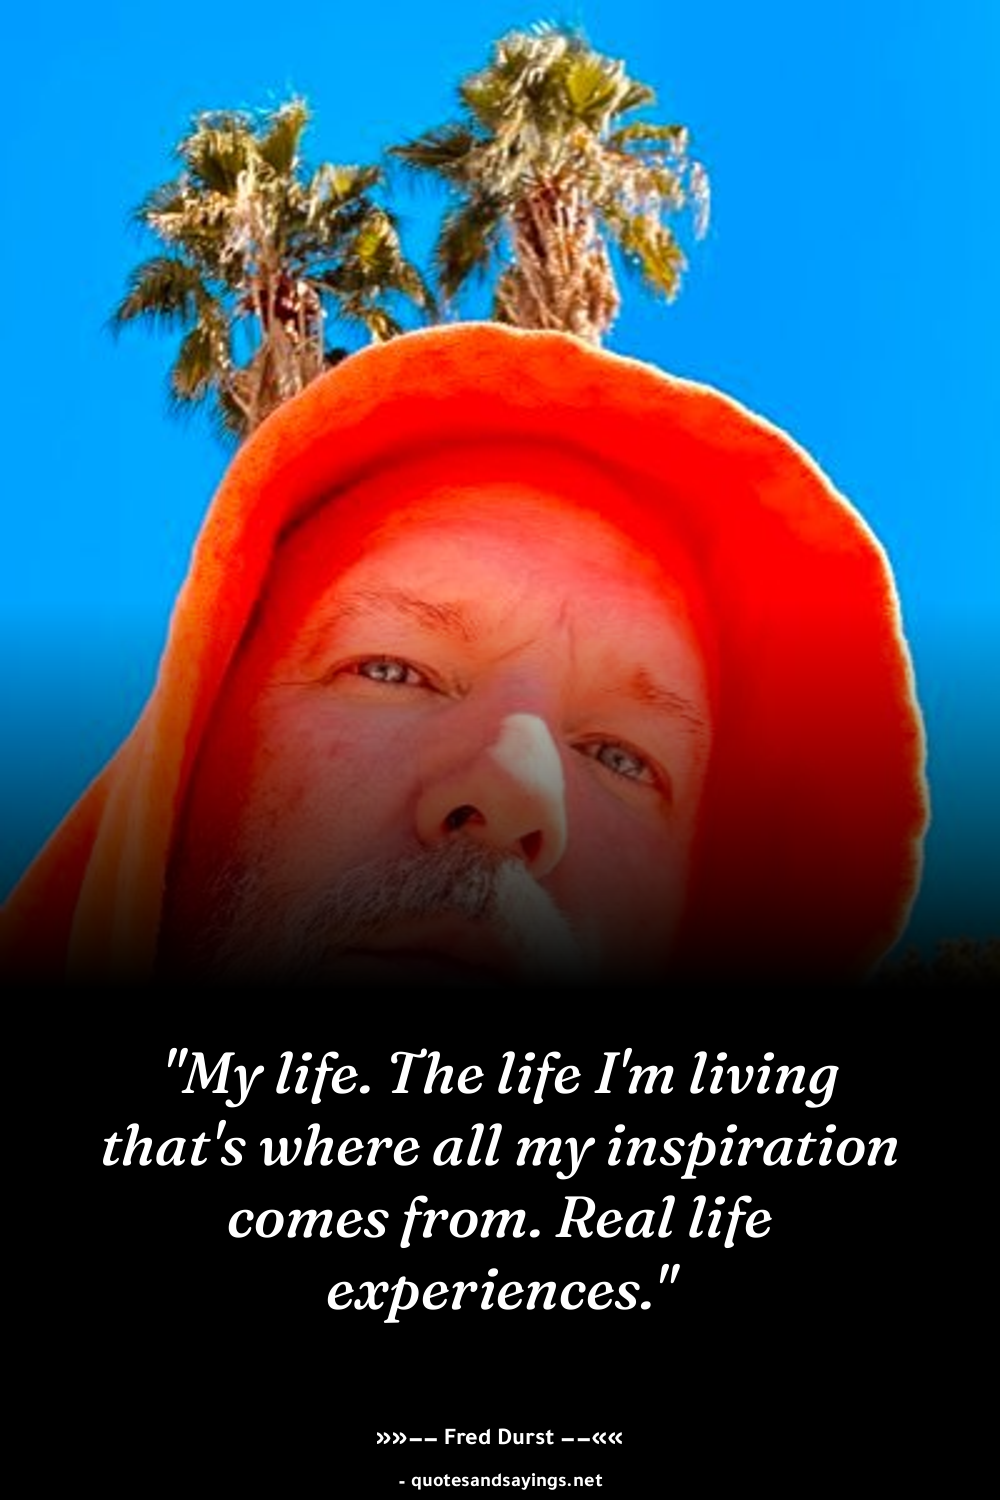 "My life. The life I'm living
that's where all my inspiration
comes from. Real life
experiences."
»»–– Fred Durst ––««
- quotesandsayings.net